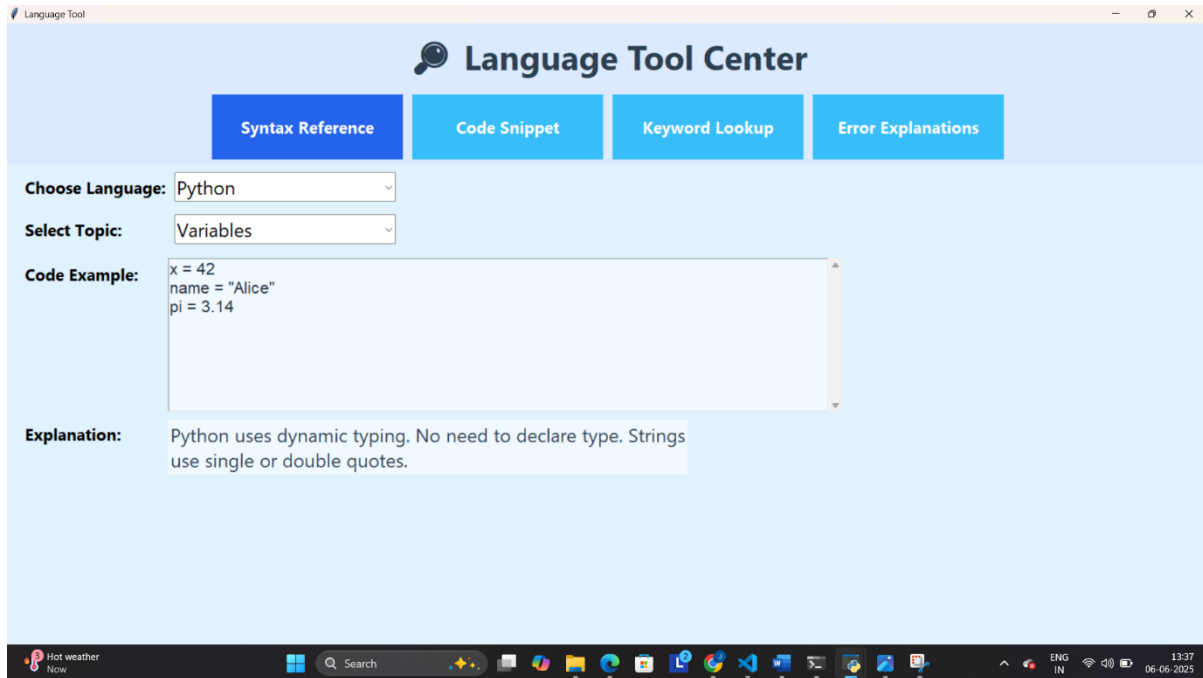 Language Tool
Language Tool Center
Syntax Reference
Code Snippet
Keyword Lookup
Error Explanations
Choose Language: Python
Select Topic: Variables
Code Example:
x = 42
name = "Alice"
pi = 3.14
Explanation:
Python uses dynamic typing. No need to declare type. Strings
use single or double quotes.
3
Hot weather
Now
Search
L 2
W
ENG
IN
13:37
06-06-2025